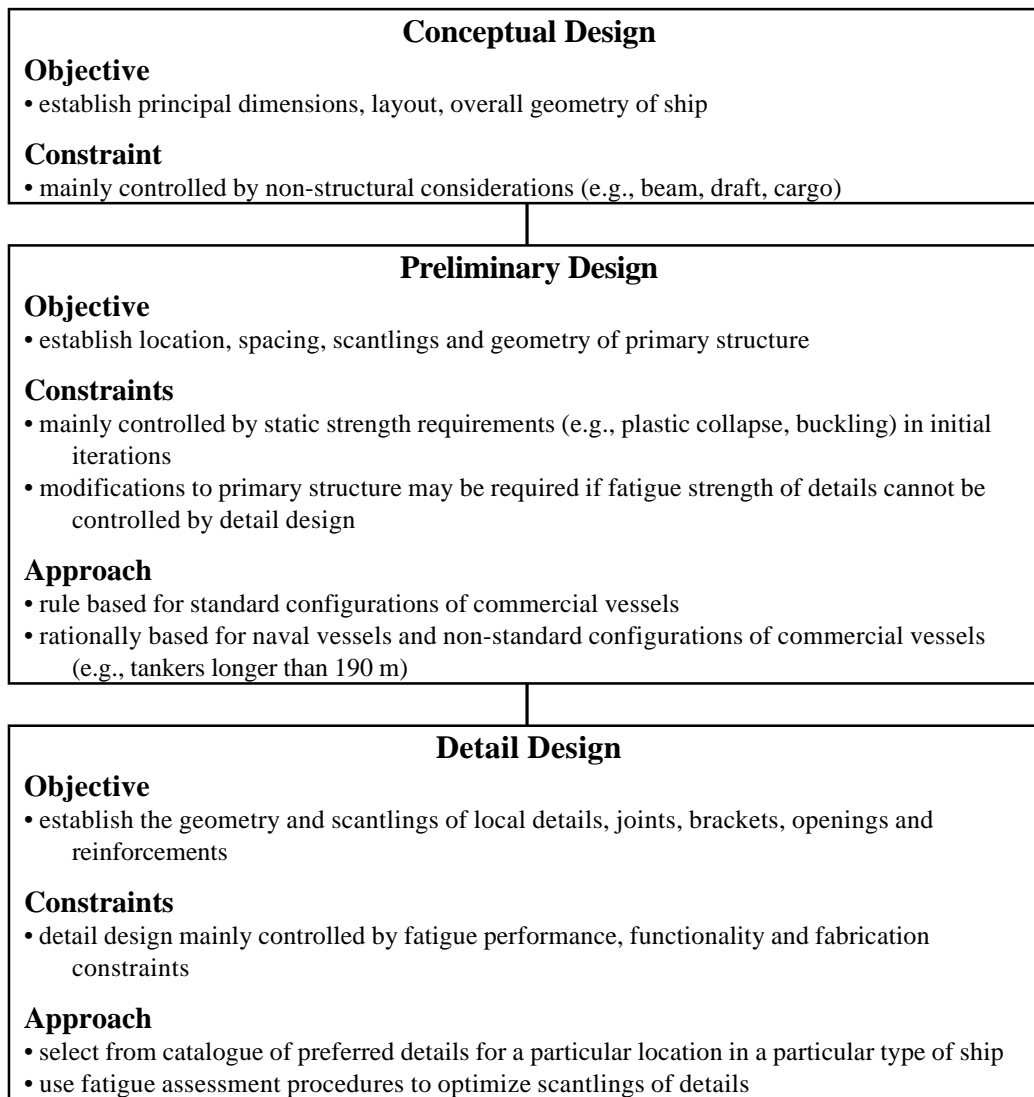 Conceptual Design
Objective
• establish principal dimensions, layout, overall geometry of ship
Constraint
• mainly controlled by non-structural considerations (e.g., beam, draft, cargo)
Preliminary Design
Objective
• establish location, spacing, scantlings and geometry of primary structure
Constraints
• mainly controlled by static strength requirements (e.g., plastic collapse, buckling) in initial
iterations
• modifications to primary structure may be required if fatigue strength of details cannot be
controlled by detail design
Approach
• rule based for standard configurations of commercial vessels
• rationally based for naval vessels and non-standard configurations of commercial vessels
(e.g., tankers longer than 190 m)
Detail Design
Objective
• establish the geometry and scantlings of local details, joints, brackets, openings and
reinforcements
Constraints
• detail design mainly controlled by fatigue performance, functionality and fabrication
constraints
Approach
• select from catalogue of preferred details for a particular location in a particular type of ship
• use fatigue assessment procedures to optimize scantlings of details